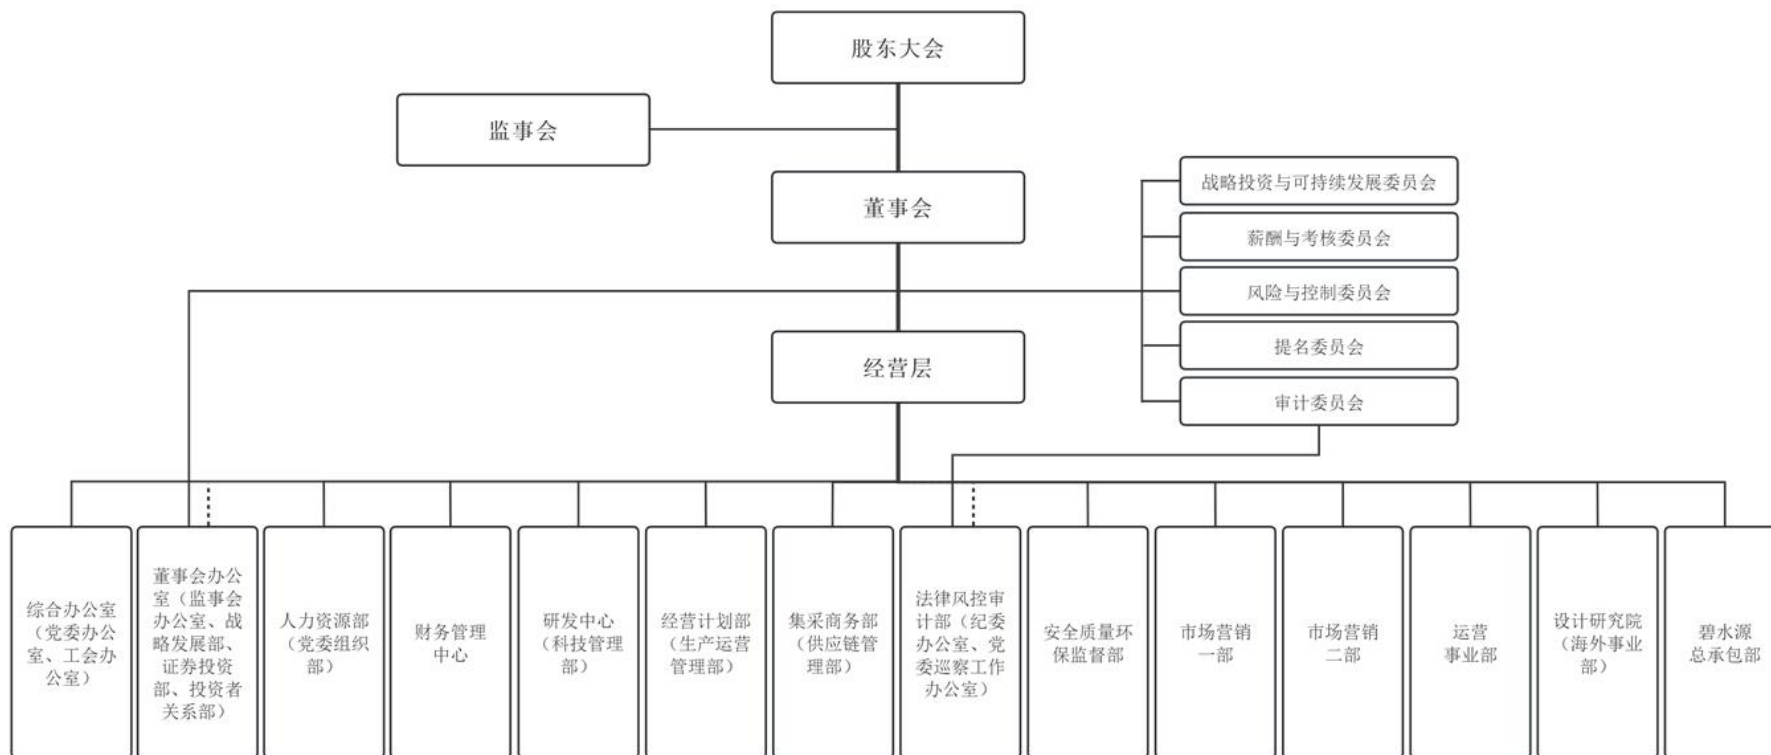 股东大会
监事会
董事会
战略投资与可持续发展委员会
薪酬与考核委员会
风险与控制委员会
提名委员会
审计委员会
经营层
综合办公室
（党委办公
室、工会办
公室）
董事会办公
室（监事会
办公室、战
略发展部、
证券投资
部、投资者
关系部）
人力资源部
（党委组织
部）
财务管理
中心
研发中心
（科技管理
部）
经营计划部
（生产运营
管理部）
集采商务部
（供应链管
理部）
法律风控审
计部（纪委
办公室、党
委巡察工作
办公室）
安全质量环
保监督部
市场营销
一部
市场营销
二部
运营
事业部
设计研究院
（海外事业
部）
碧水源
总承包部